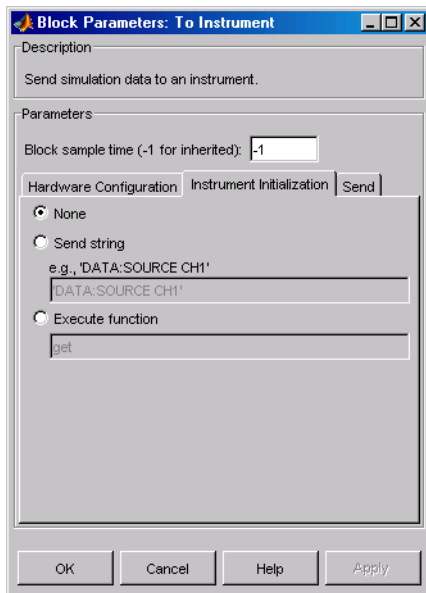 Block Parameters: To Instrument
Description
Send simulation data to an instrument.
Parameters
Block sample time (-1 for inherited): -1
Hardware Configuration Instrument Initialization Send
None
Send string
e.g., 'DATA:SOURCE CH1'
'DATA:SOURCE CH1'
Execute function
get
OK Cancel Help Apply